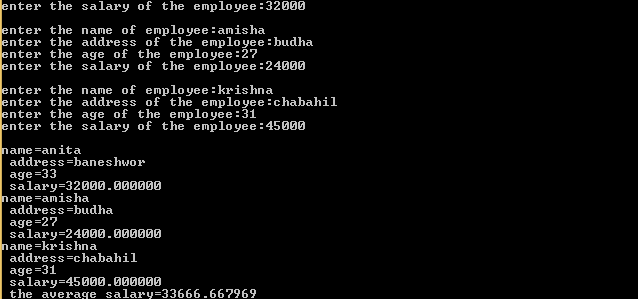 enter the salary of the employee:32000
enter the name of employee:amisha
enter the address of the employee:budha
enter the age of the employee:27
enter the salary of the employee:24000
enter the name of employee:krishna
enter the address of the employee:chabahil
enter the age of the employee:31
enter the salary of the employee:45000
name=anita
address=baneshwor
age=33
salary=32000.000000
name=amisha
address=budha
age=27
salary=24000.000000
name=krishna
address=chabahil
age=31
salary=45000.000000
the average salary=33666.667969